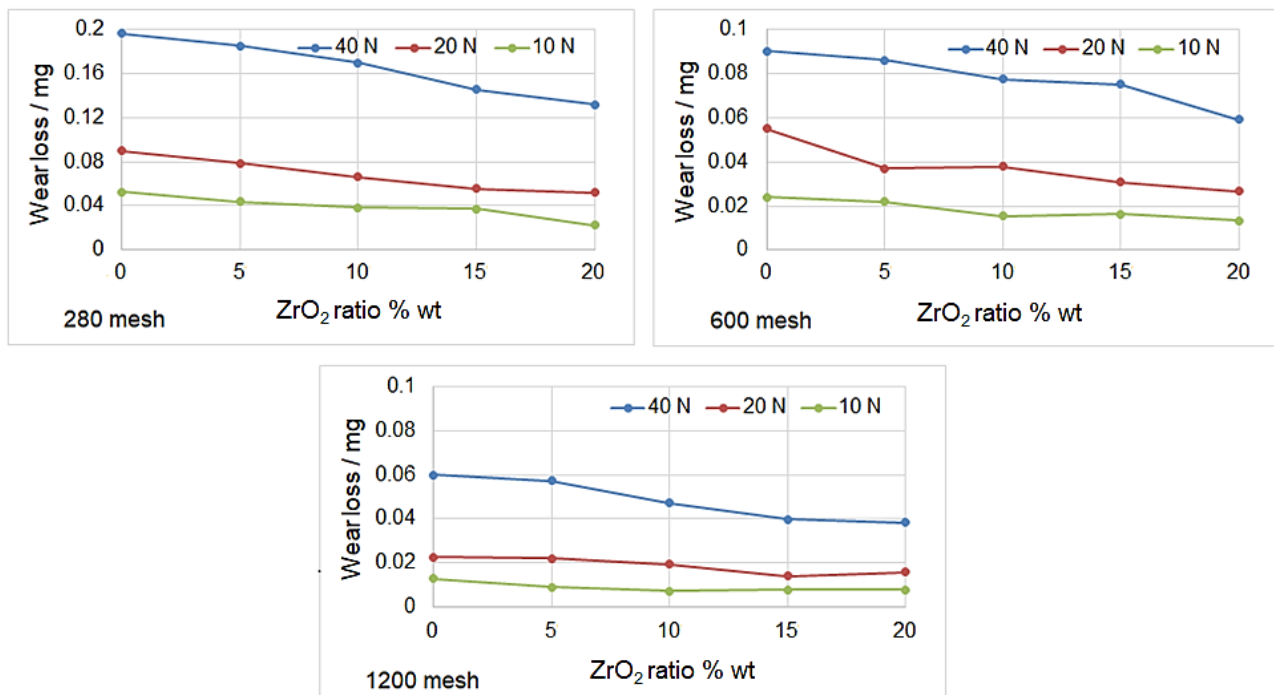 0.2
0.16
0.12
0.08
0.04
0
Wear loss / mg
40 N 20 N 10 N
0 5 10 15 20
ZrO₂ ratio % wt
280 mesh
0.1
0.08
0.06
0.04
0.02
0
Wear loss / mg
40 N 20 N 10 N
0 5 10 15 20
ZrO₂ ratio % wt
600 mesh
0.1
0.08
0.06
0.04
0.02
0
Wear loss / mg
40 N 20 N 10 N
0 5 10 15 20
ZrO₂ ratio % wt
1200 mesh